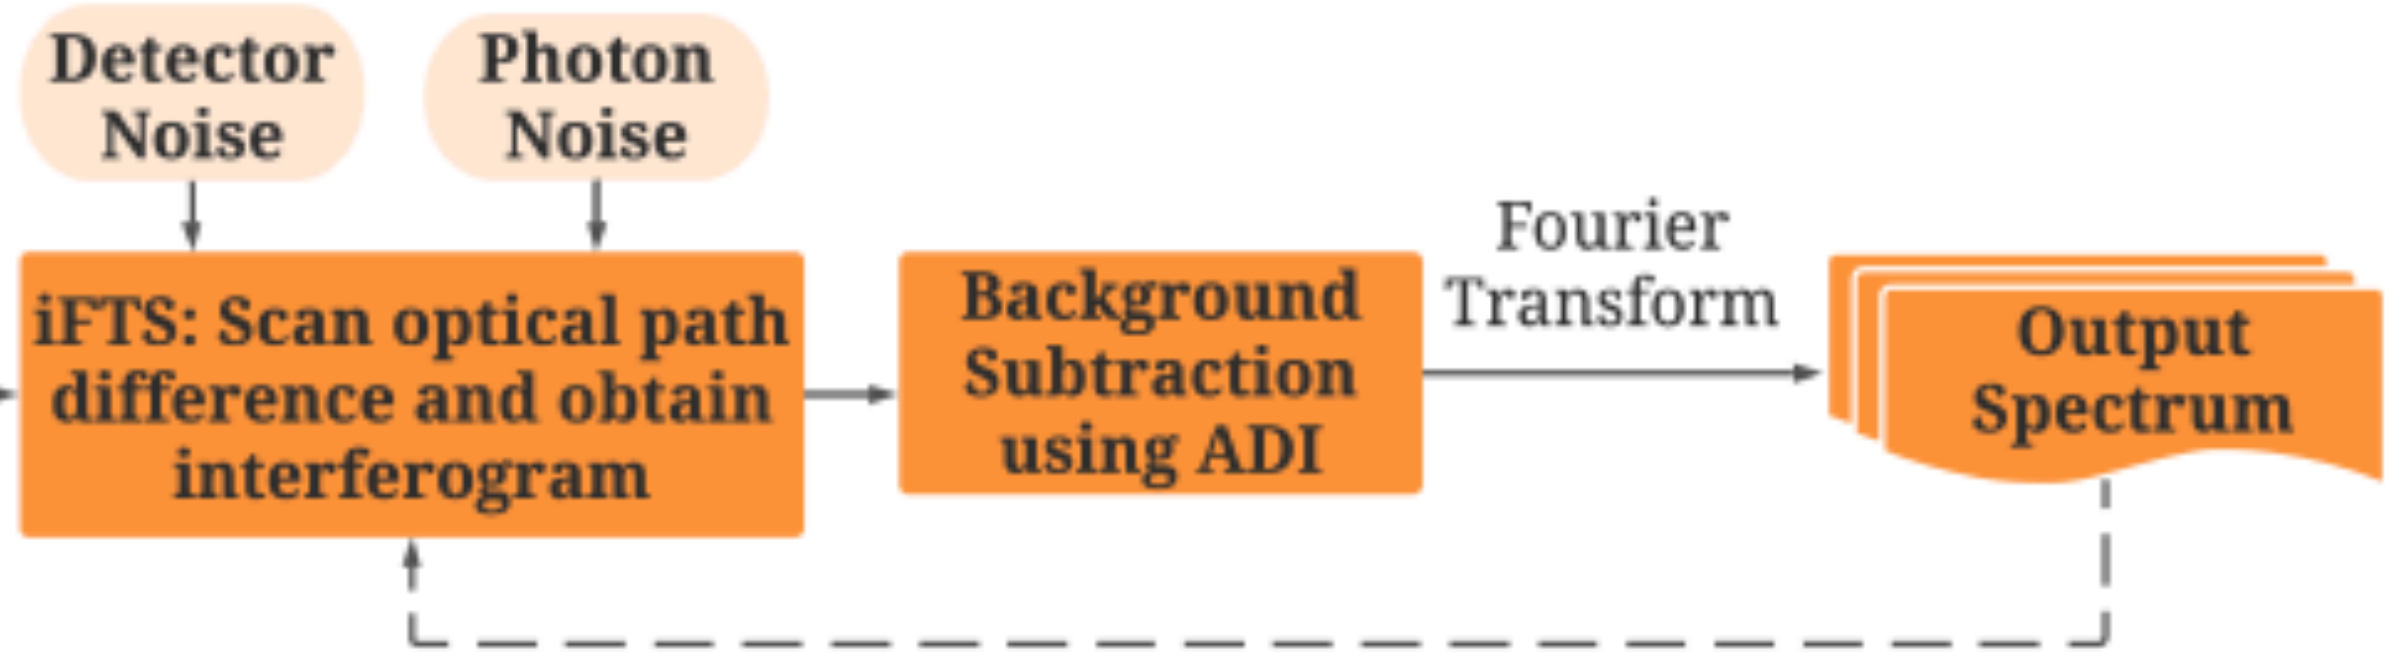 Detector
Noise
Photon
Noise
iFTS: Scan optical path
difference and obtain
interferogram
Background
Subtraction
using ADI
Fourier
Transform
Output
Spectrum